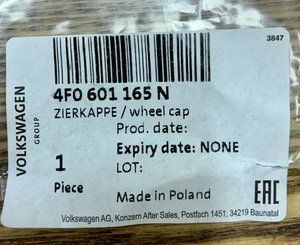 3847
VOLKSWAGEN
GROUP
4F0 601 165 N
ZIERKAPPE / wheel cap
Prod. date:
Expiry date: NONE
1
LOT:
Piece
Made in Poland
EAC
Volkswagen AG, Konzern After Sales, Postfach 1451, 34219 Baunatal